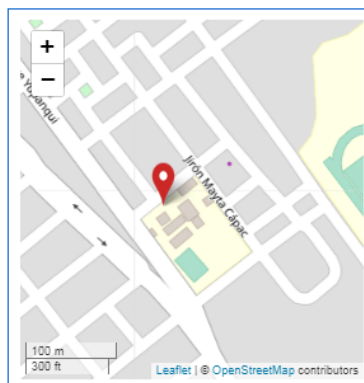 +
−
Yupanqui
Jirón Mayta Cápac
100 m
300 ft
Leaflet | © OpenStreetMap contributors